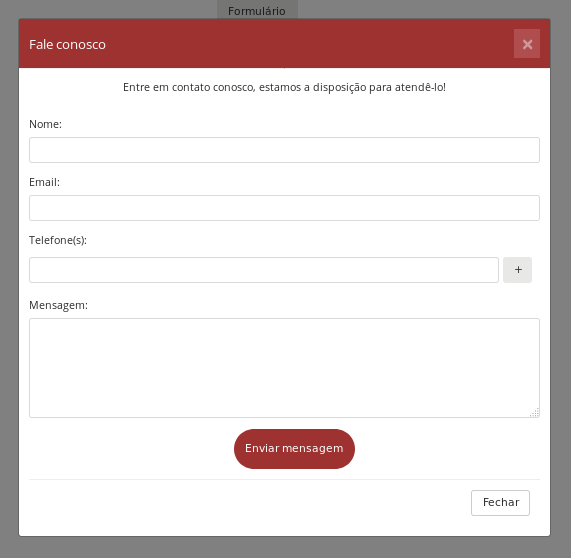 Formulário
Fale conosco
×
Entre em contato conosco, estamos a disposição para atendê-lo!
Nome:
Email:
Telefone(s):
+
Mensagem:
Enviar mensagem
Fechar